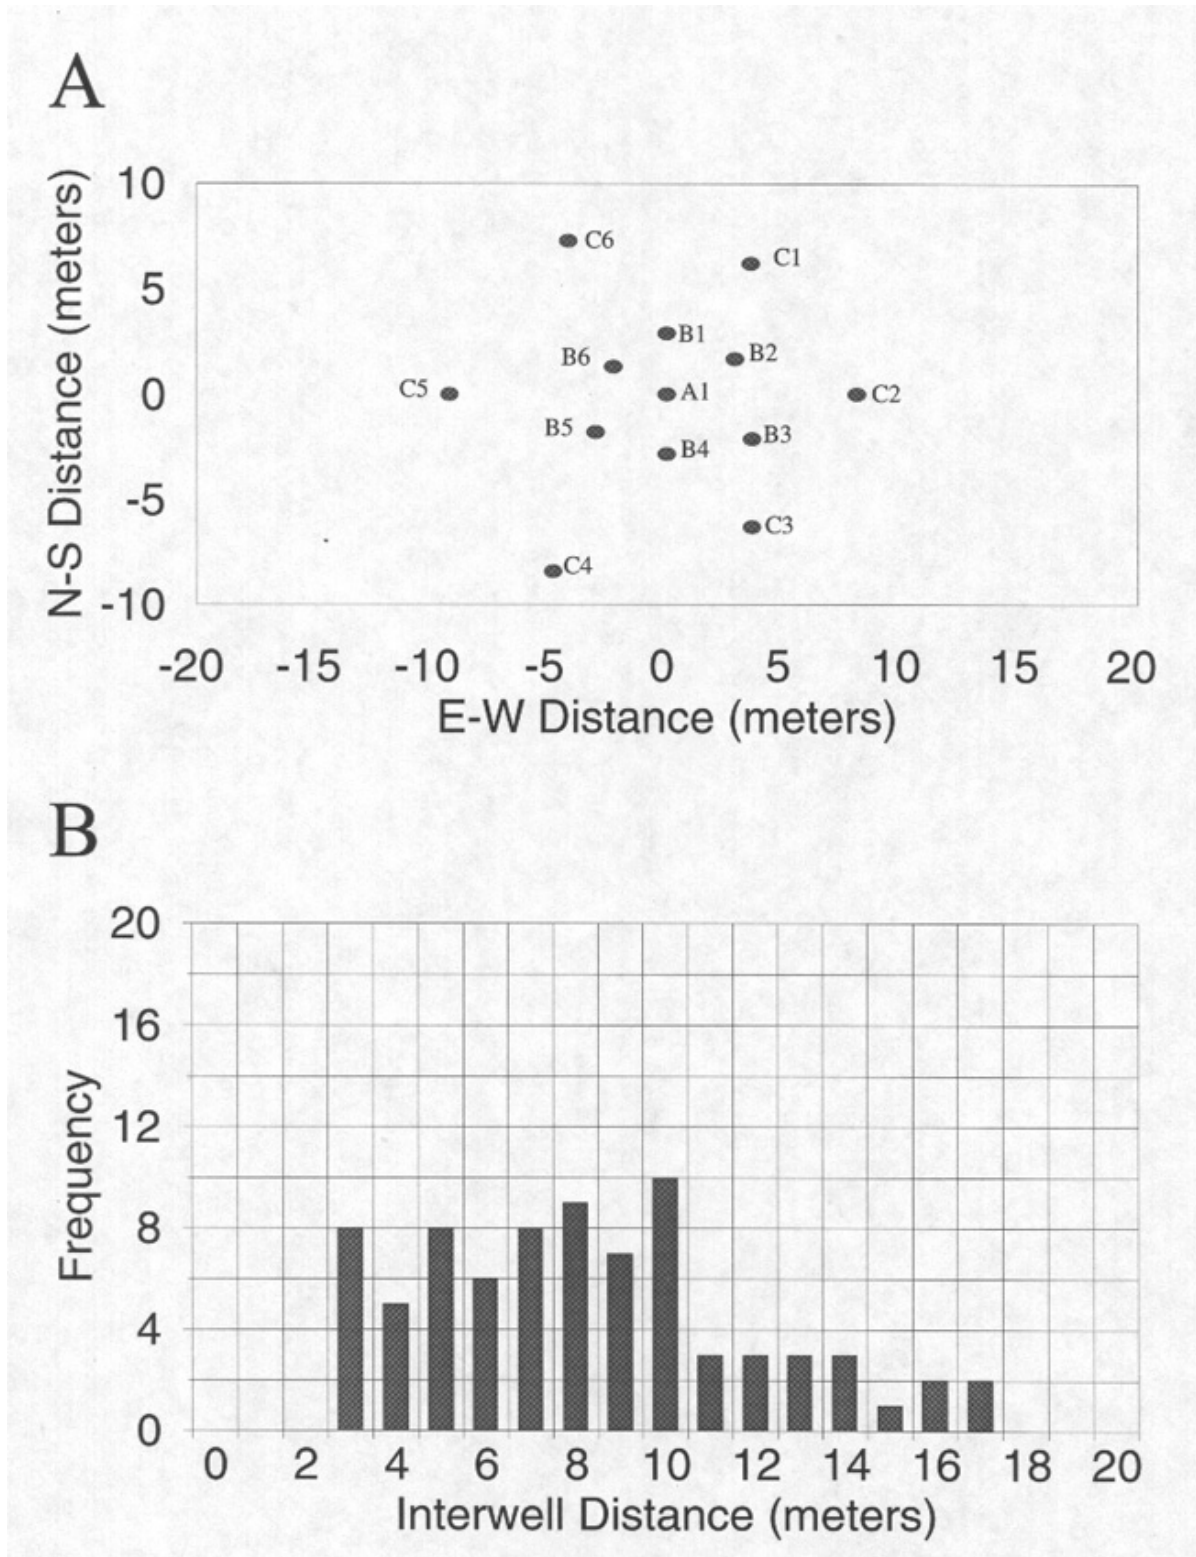 A
N-S Distance (meters)
10
5
0
-5
-10
C6
C1
B1
B2
B6
C5
A1
C2
B5
B3
B4
C3
C4
-20 -15 -10 -5 0 5 10 15 20
E-W Distance (meters)
B
Frequency
20
16
12
8
4
0
0 2 4 6 8 10 12 14 16 18 20
Interwell Distance (meters)